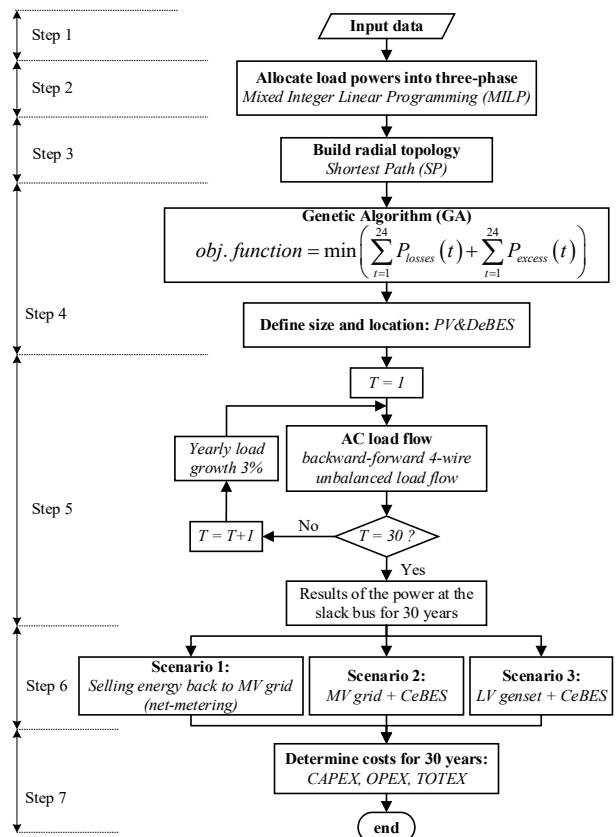 Step 1
Input data
Step 2
Allocate load powers into three-phase
Mixed Integer Linear Programming (MILP)
Step 3
Build radial topology
Shortest Path (SP)
Step 4
Genetic Algorithm (GA)
obj. function = min( ∑_{t=1}^{24} P_{losses}(t) + ∑_{t=1}^{24} P_{excess}(t) )
Define size and location: PV&DeBES
Step 5
T = 1
AC load flow
backward-forward 4-wire
unbalanced load flow
Yearly load
growth 3%
T = T+1
No
T = 30 ?
Yes
Results of the power at the
slack bus for 30 years
Step 6
Scenario 1:
Selling energy back to MV grid
(net-metering)
Scenario 2:
MV grid + CeBES
Scenario 3:
LV genset + CeBES
Step 7
Determine costs for 30 years:
CAPEX, OPEX, TOTEX
end